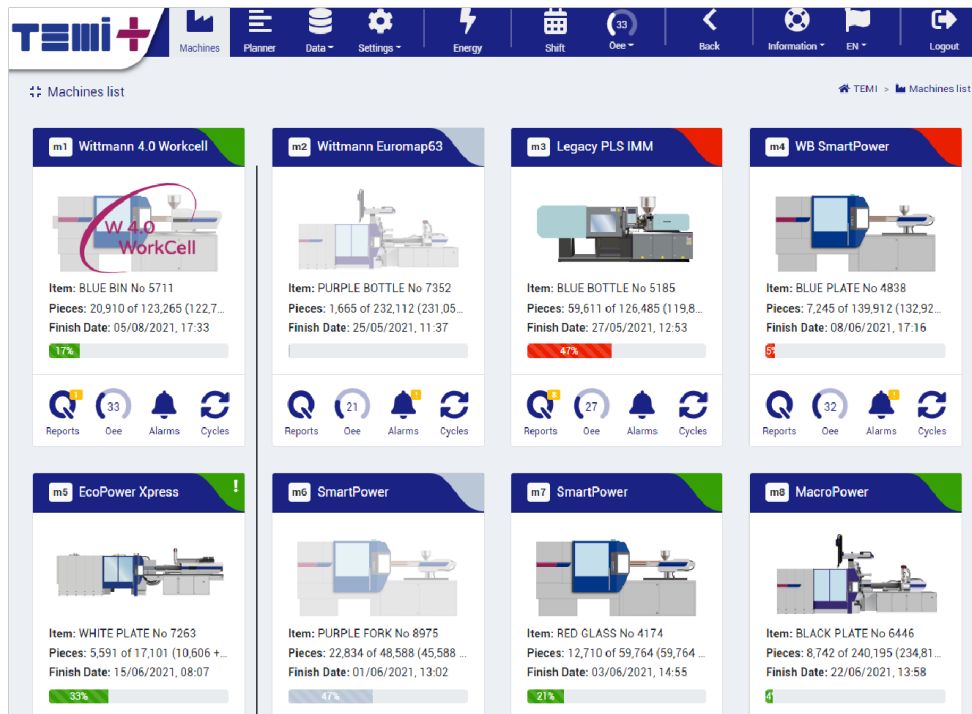 TEMI+
Machines
Planner
Data
Settings
Energy
Shift
33
Oee
Back
Information
EN
Logout
Machines list
TEMI > Machines list
m1 Wittmann 4.0 Workcell
W 4.0
WorkCell
Item: BLUE BIN No 5711
Pieces: 20,910 of 123,265 (122,7...
Finish Date: 05/08/2021, 17:33
17%
1
33
Reports
Oee
Alarms
Cycles
m2 Wittmann Euromap63
Item: PURPLE BOTTLE No 7352
Pieces: 1,665 of 232,112 (231,05...
Finish Date: 25/05/2021, 11:37
21
Reports
Oee
Alarms
Cycles
m3 Legacy PLS IMM
Item: BLUE BOTTLE No 5185
Pieces: 59,611 of 126,485 (119,8...
Finish Date: 27/05/2021, 12:53
47%
27
Reports
Oee
Alarms
Cycles
m4 WB SmartPower
Item: BLUE PLATE No 4838
Pieces: 7,245 of 139,912 (132,92...
Finish Date: 08/06/2021, 17:16
5%
32
Reports
Oee
Alarms
Cycles
m5 EcoPower Xpress !
Item: WHITE PLATE No 7263
Pieces: 5,591 of 17,101 (10,606 +...
Finish Date: 15/06/2021, 08:07
33%
m6 SmartPower
Item: PURPLE FORK No 8975
Pieces: 22,834 of 48,588 (45,588 ...
Finish Date: 01/06/2021, 13:02
47%
m7 SmartPower
Item: RED GLASS No 4174
Pieces: 12,710 of 59,764 (59,764 ...
Finish Date: 03/06/2021, 14:55
21%
m8 MacroPower
Item: BLACK PLATE No 6446
Pieces: 8,742 of 240,195 (234,81...
Finish Date: 22/06/2021, 13:58
4%